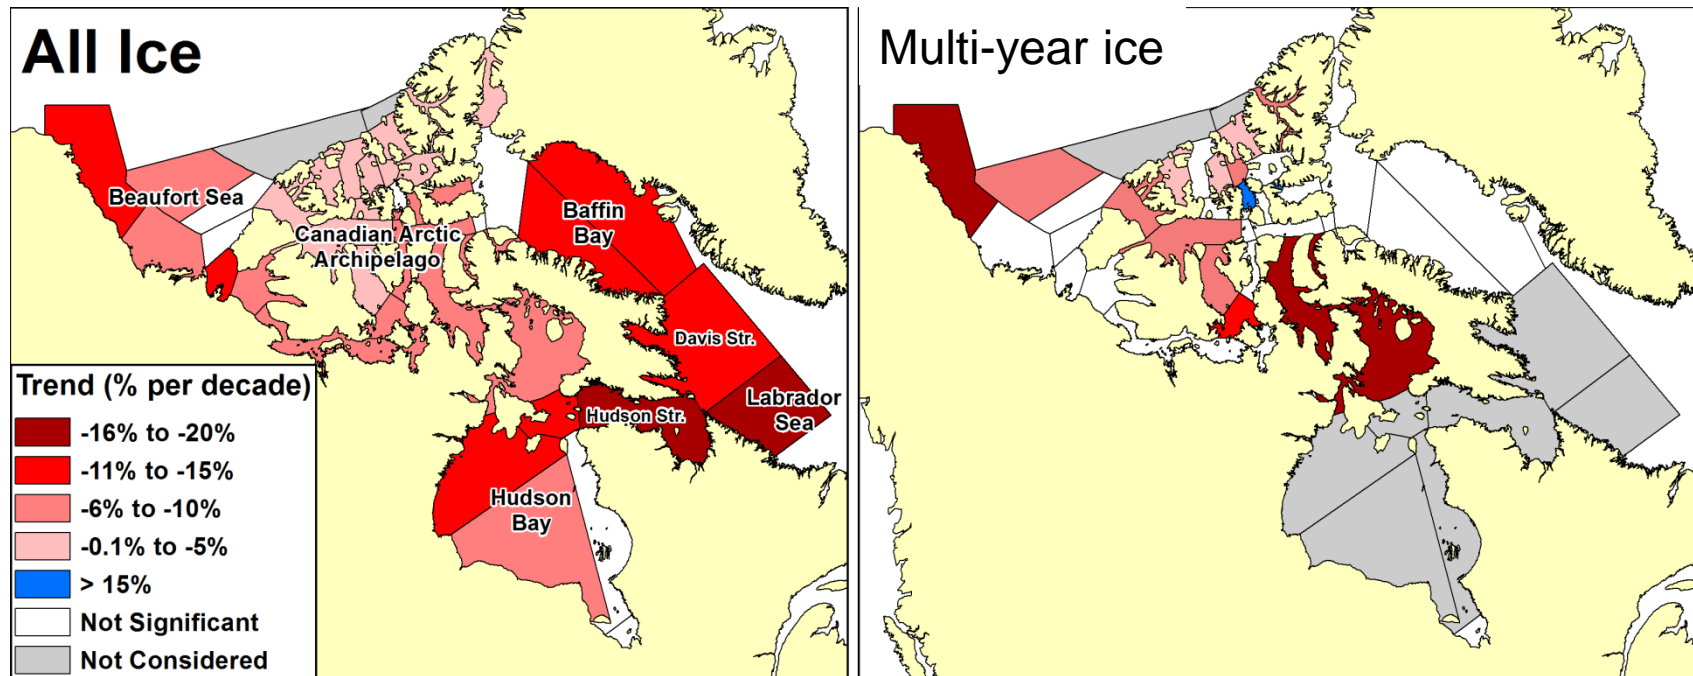 All Ice
Multi-year ice
Beaufort Sea
Canadian Arctic
Archipelago
Baffin
Bay
Davis Str.
Labrador
Sea
Hudson Str.
Hudson
Bay
Trend (% per decade)
-16% to -20%
-11% to -15%
-6% to -10%
-0.1% to -5%
> 15%
Not Significant
Not Considered